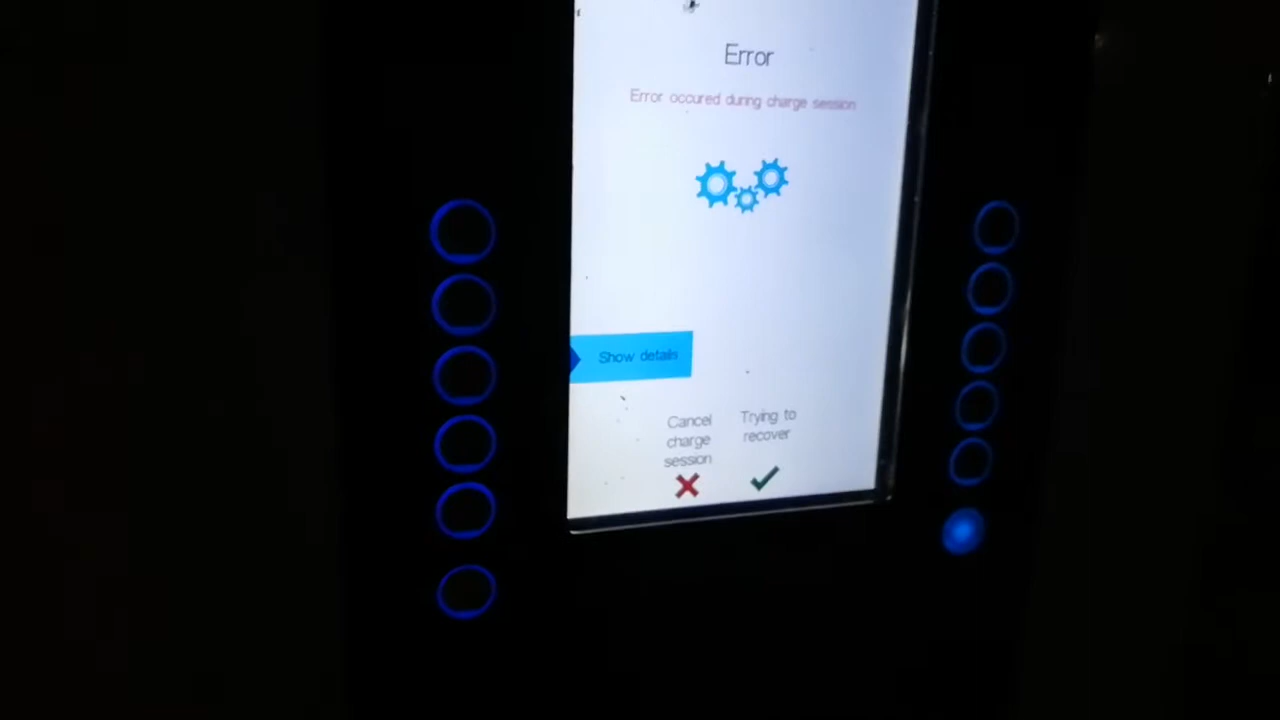 Error
Error occured during charge session
Show details
Cancel
charge
session
Trying to
recover